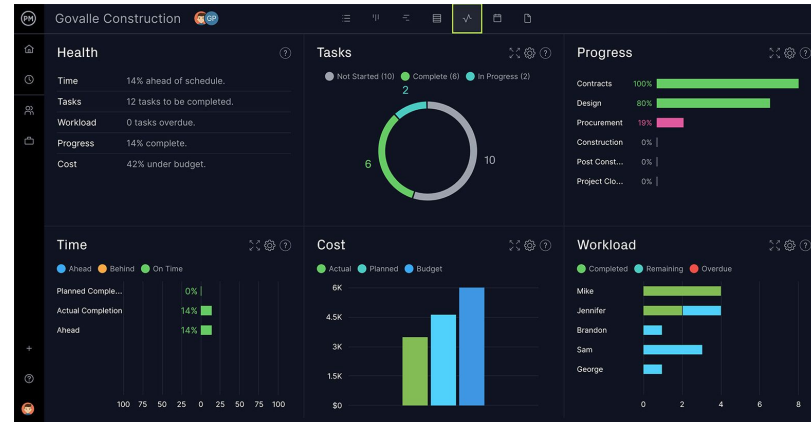 PM
Govalle Construction
GP
Health
?
Time 14% ahead of schedule.
Tasks 12 tasks to be completed.
Workload 0 tasks overdue.
Progress 14% complete.
Cost 42% under budget.
Tasks
?
Not Started (10) Complete (6) In Progress (2)
2
6
10
Progress
?
Contracts 100%
Design 80%
Procurement 19%
Construction 0%
Post Const... 0%
Project Clo... 0%
Time
?
Ahead Behind On Time
Planned Comple... 0%
Actual Completion 14%
Ahead 14%
100 75 50 25 0 25 50 75 100
Cost
?
Actual Planned Budget
6K
4.5K
3K
1.5K
$0
Workload
?
Completed Remaining Overdue
Mike
Jennifer
Brandon
Sam
George
0 2 4 6 8
+
?